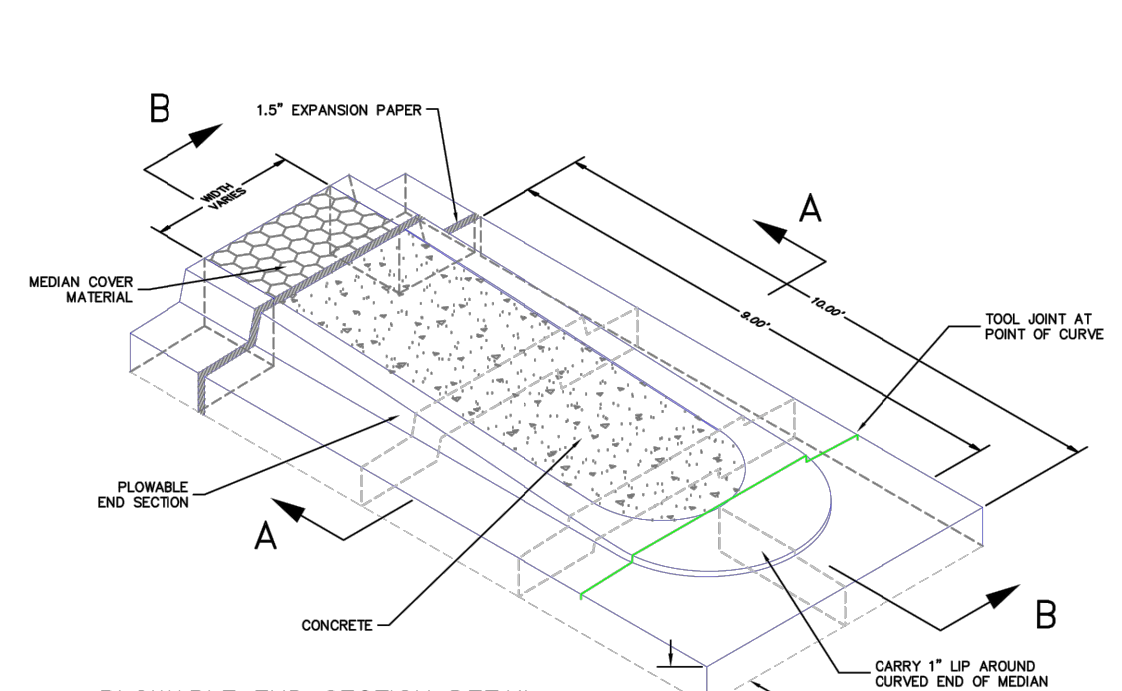 B
1.5" EXPANSION PAPER
WIDTH
VARIES
A
MEDIAN COVER
MATERIAL
10.00'
9.00'
TOOL JOINT AT
POINT OF CURVE
PLOWABLE
END SECTION
A
B
CONCRETE
CARRY 1" LIP AROUND
CURVED END OF MEDIAN